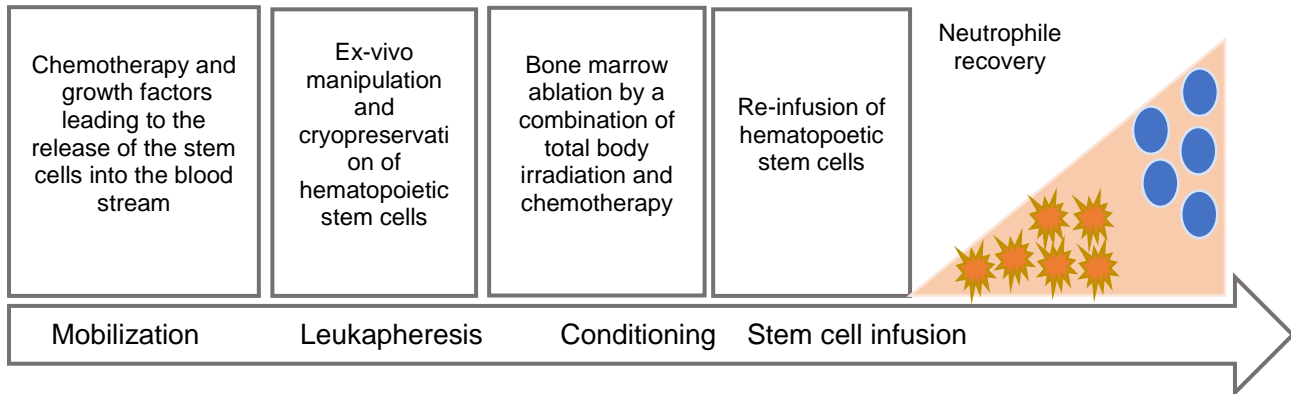 Chemotherapy and
growth factors
leading to the
release of the stem
cells into the blood
stream
Ex-vivo
manipulation
and
cryopreservati
on of
hematopoietic
stem cells
Bone marrow
ablation by a
combination of
total body
irradiation and
chemotherapy
Re-infusion of
hematopoetic
stem cells
Neutrophile
recovery
Mobilization
Leukapheresis
Conditioning
Stem cell infusion